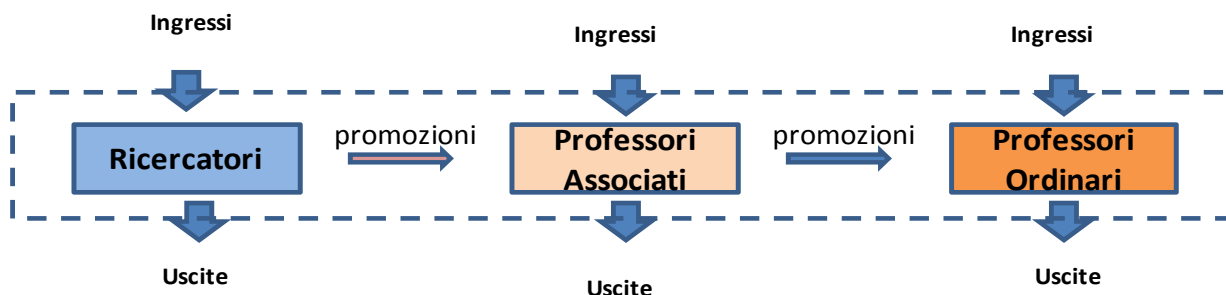 Ingressi
Ingressi
Ingressi
Ricercatori
promozioni
Professori
Associati
promozioni
Professori
Ordinari
Uscite
Uscite
Uscite